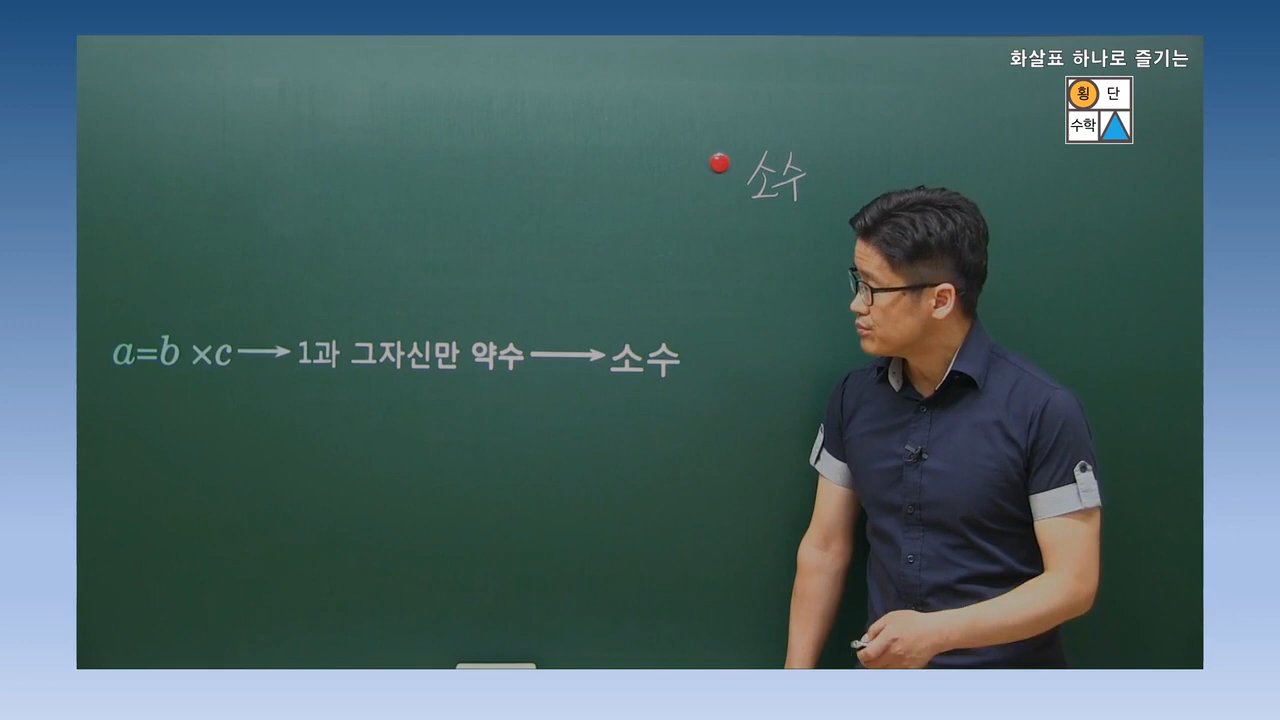 화살표 하나로 즐기는
횡 단
수학
소수
a=b ×c → 1과 그자신만 약수 → 소수